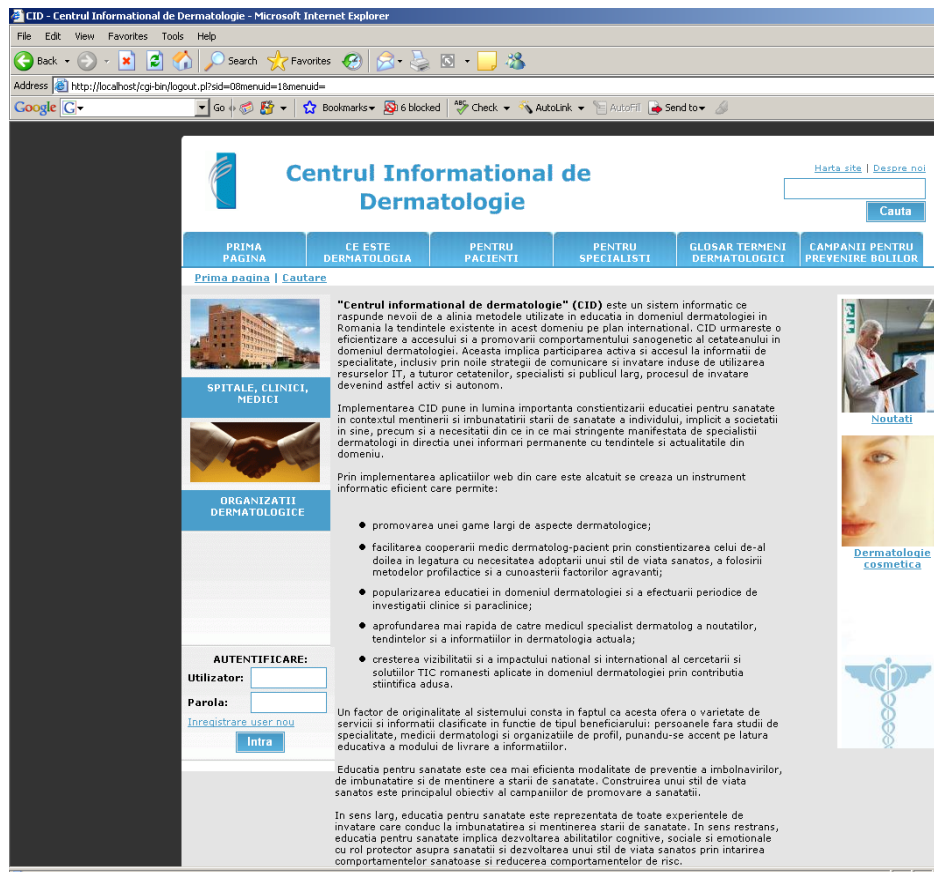 CID - Centrul Informational de Dermatologie - Microsoft Internet Explorer
File Edit View Favorites Tools Help
Back Search Favorites
Address http://localhost/cgi-bin/logout.pl?sid=0&menuid=1&menuid=
Google G Go Bookmarks 6 blocked ABC Check AutoLink AutoFill Send to
Centrul Informational de
Dermatologie
Harta site | Despre noi
Cauta
PRIMA
PAGINA
CE ESTE
DERMATOLOGIA
PENTRU
PACIENTI
PENTRU
SPECIALISTI
GLOSAR TERMENI
DERMATOLOGICI
CAMPANII PENTRU
PREVENIRE BOLILOR
Prima pagina | Cautare
SPITALE, CLINICI,
MEDICI
ORGANIZATII
DERMATOLOGICE
AUTENTIFICARE:
Utilizator:
Parola:
Inregistrare user nou
Intra
"Centrul informational de dermatologie" (CID) este un sistem informatic ce
raspunde nevoii de a alinia metodele utilizate in educatia in domeniul dermatologiei in
Romania la tendintele existente in acest domeniu pe plan international. CID urmareste o
eficientizare a accesului si a promovarii comportamentului sanogenetic al cetateanului in
domeniul dermatologiei. Aceasta implica participarea activa si accesul la informatii de
specialitate, inclusiv prin noile strategii de comunicare si invatare induse de utilizarea
resurselor IT, a tuturor cetatenilor, specialisti si publicul larg, procesul de invatare
devenind astfel activ si autonom.
Implementarea CID pune in lumina importanta constientizarii educatiei pentru sanatate
in contextul mentinerii si imbunatatirii starii de sanatate a individului, implicit a societatii
in sine, precum si a necesitatii din ce in ce mai stringente manifestata de specialistii
dermatologi in directia unei informari permanente cu tendintele si actualitatile din
domeniu.
Prin implementarea aplicatiilor web din care este alcatuit se creaza un instrument
informatic eficient care permite:
● promovarea unei game largi de aspecte dermatologice;
● facilitarea cooperarii medic dermatolog-pacient prin constientizarea celui de-al
doilea in legatura cu necesitatea adoptarii unui stil de viata sanatos, a folosirii
metodelor profilactice si a cunoasterii factorilor agravanti;
● popularizarea educatiei in domeniul dermatologiei si a efectuarii periodice de
investigatii clinice si paraclinice;
● aprofundarea mai rapida de catre medicul specialist dermatolog a noutatilor,
tendintelor si a informatiilor in dermatologia actuala;
● cresterea vizibilitatii si a impactului national si international al cercetarii si
solutiilor TIC romanesti aplicate in domeniul dermatologiei prin contributia
stiintifica adusa.
Un factor de originalitate al sistemului consta in faptul ca acesta ofera o varietate de
servicii si informatii clasificate in functie de tipul beneficiarului: persoanele fara studii de
specialitate, medicii dermatologi si organizatiile de profil, punandu-se accent pe latura
educativa a modului de livrare a informatiilor.
Educatia pentru sanatate este cea mai eficienta modalitate de preventie a imbolnavirilor,
de imbunatatire si de mentinere a starii de sanatate. Construirea unui stil de viata
sanatos este principalul obiectiv al campaniilor de promovare a sanatatii.
In sens larg, educatia pentru sanatate este reprezentata de toate experientele de
invatare care conduc la imbunatatirea si mentinerea starii de sanatate. In sens restrans,
educatia pentru sanatate implica dezvoltarea abilitatilor cognitive, sociale si emotionale
cu rol protector asupra sanatatii si dezvoltarea unui stil de viata sanatos prin intarirea
comportamentelor sanatoase si reducerea comportamentelor de risc.
Noutati
Dermatologie
cosmetica